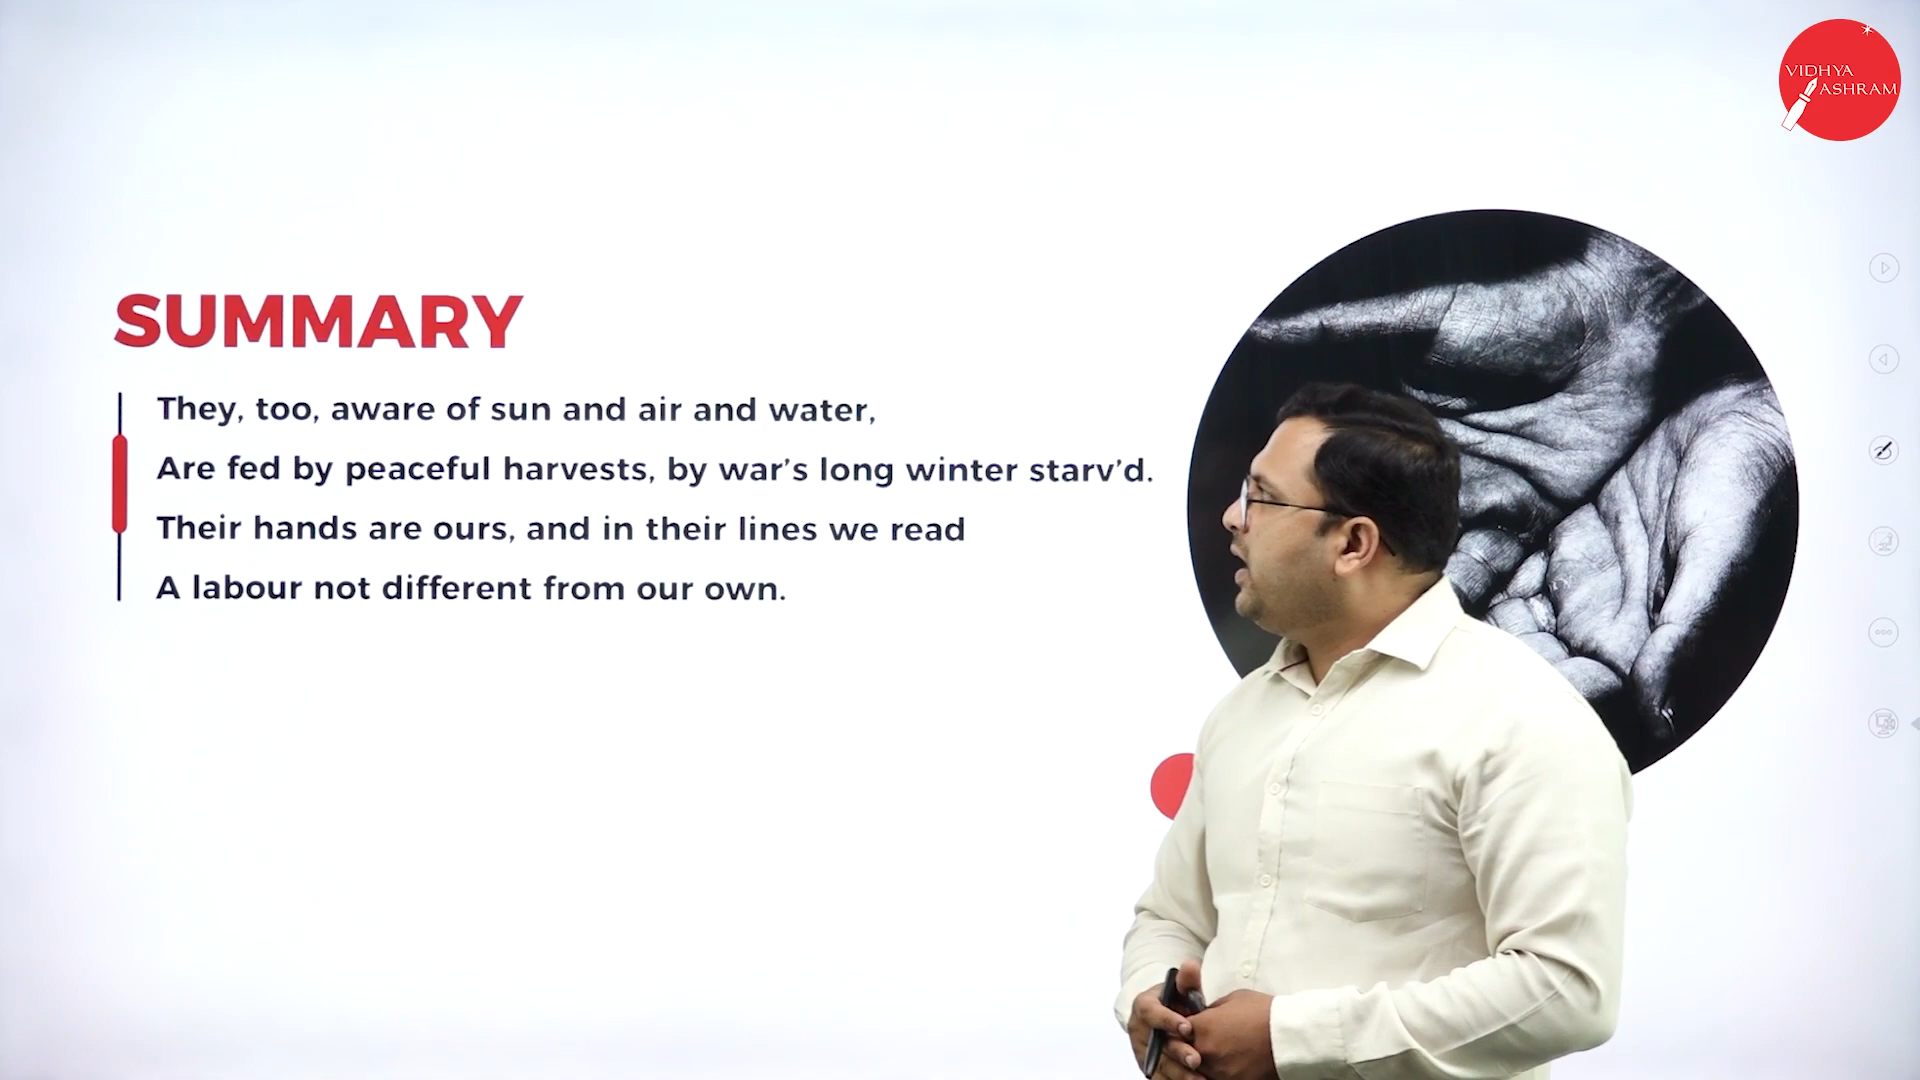 VIDHYA
ASHRAM
SUMMARY
They, too, aware of sun and air and water,
Are fed by peaceful harvests, by war's long winter starv'd.
Their hands are ours, and in their lines we read
A labour not different from our own.